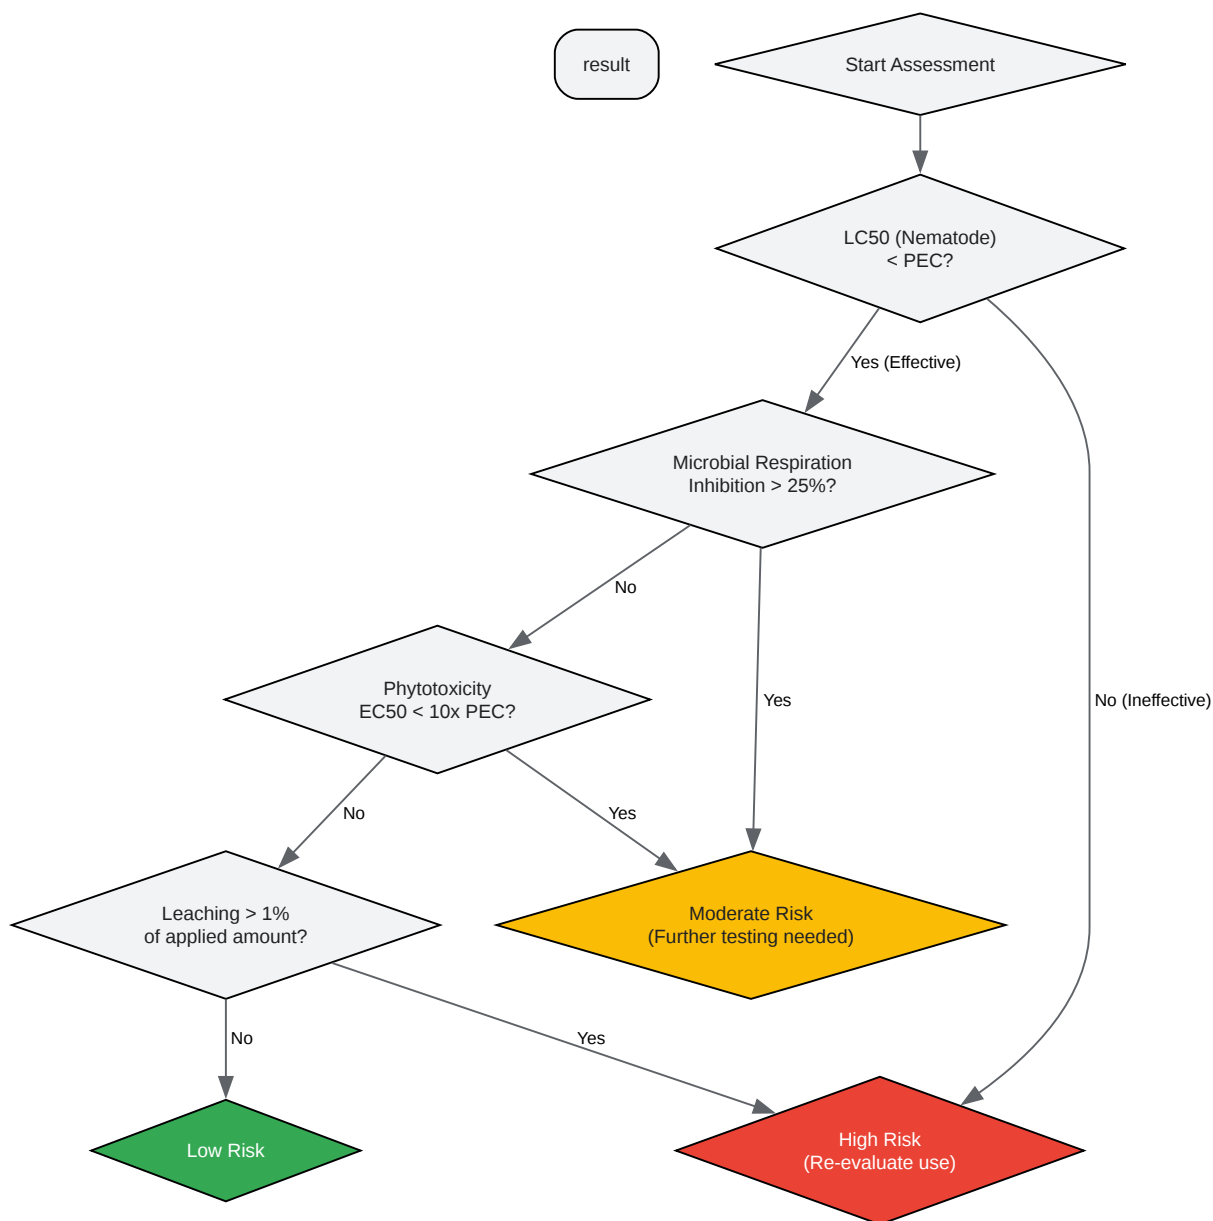 result
Start Assessment
LC50 (Nematode)
< PEC?
Yes (Effective)
Microbial Respiration
Inhibition > 25%?
No
Phytotoxicity
EC50 < 10x PEC?
Yes
No (Ineffective)
No
Yes
Leaching > 1%
of applied amount?
Moderate Risk
(Further testing needed)
No
Yes
Low Risk
High Risk
(Re-evaluate use)